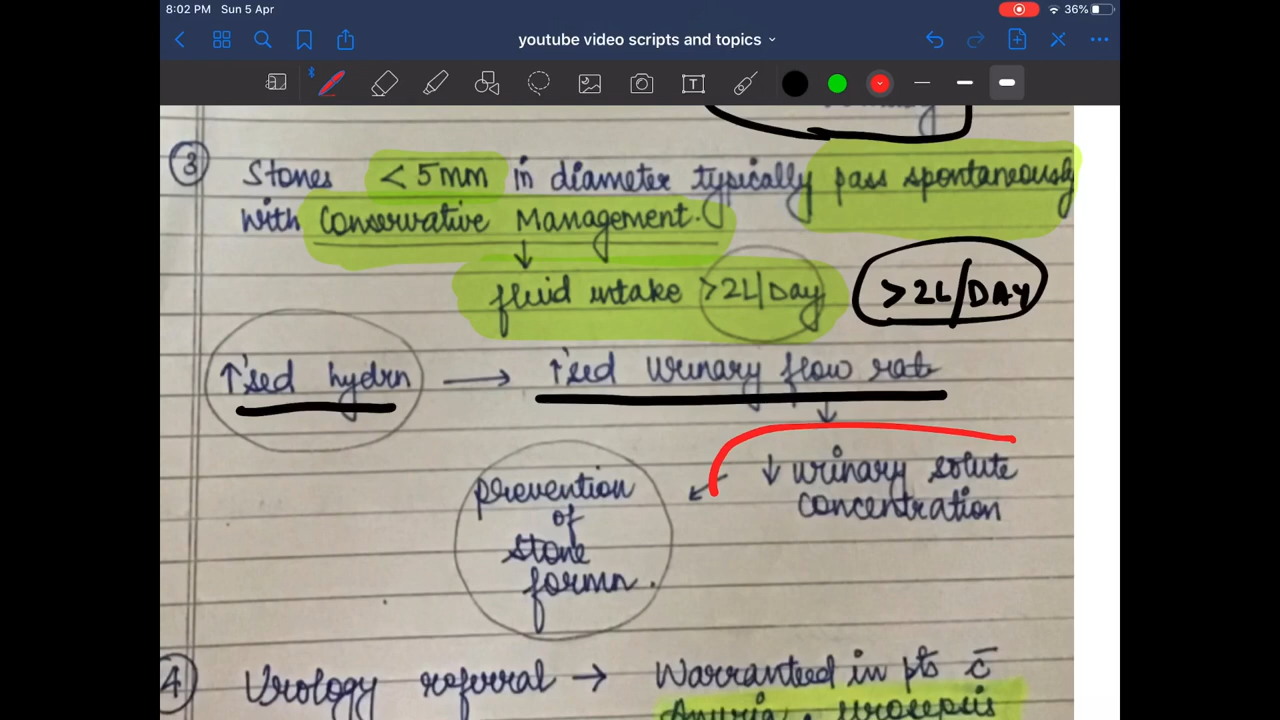 8:02 PM Sun 5 Apr 36%
youtube video scripts and topics
T
③ Stones < 5mm in diameter typically pass spontaneously
with Conservative Management.
↓
fluid intake >2L/Day >2L/DAY
↑'sed hydrn → ↑'sed Urinary flow rate
↓
↓ urinary solute
concentration
↙
prevention
of
stone
formn.
④ Urology referral → Warranted in pts c̄
Anuria, urosepsis